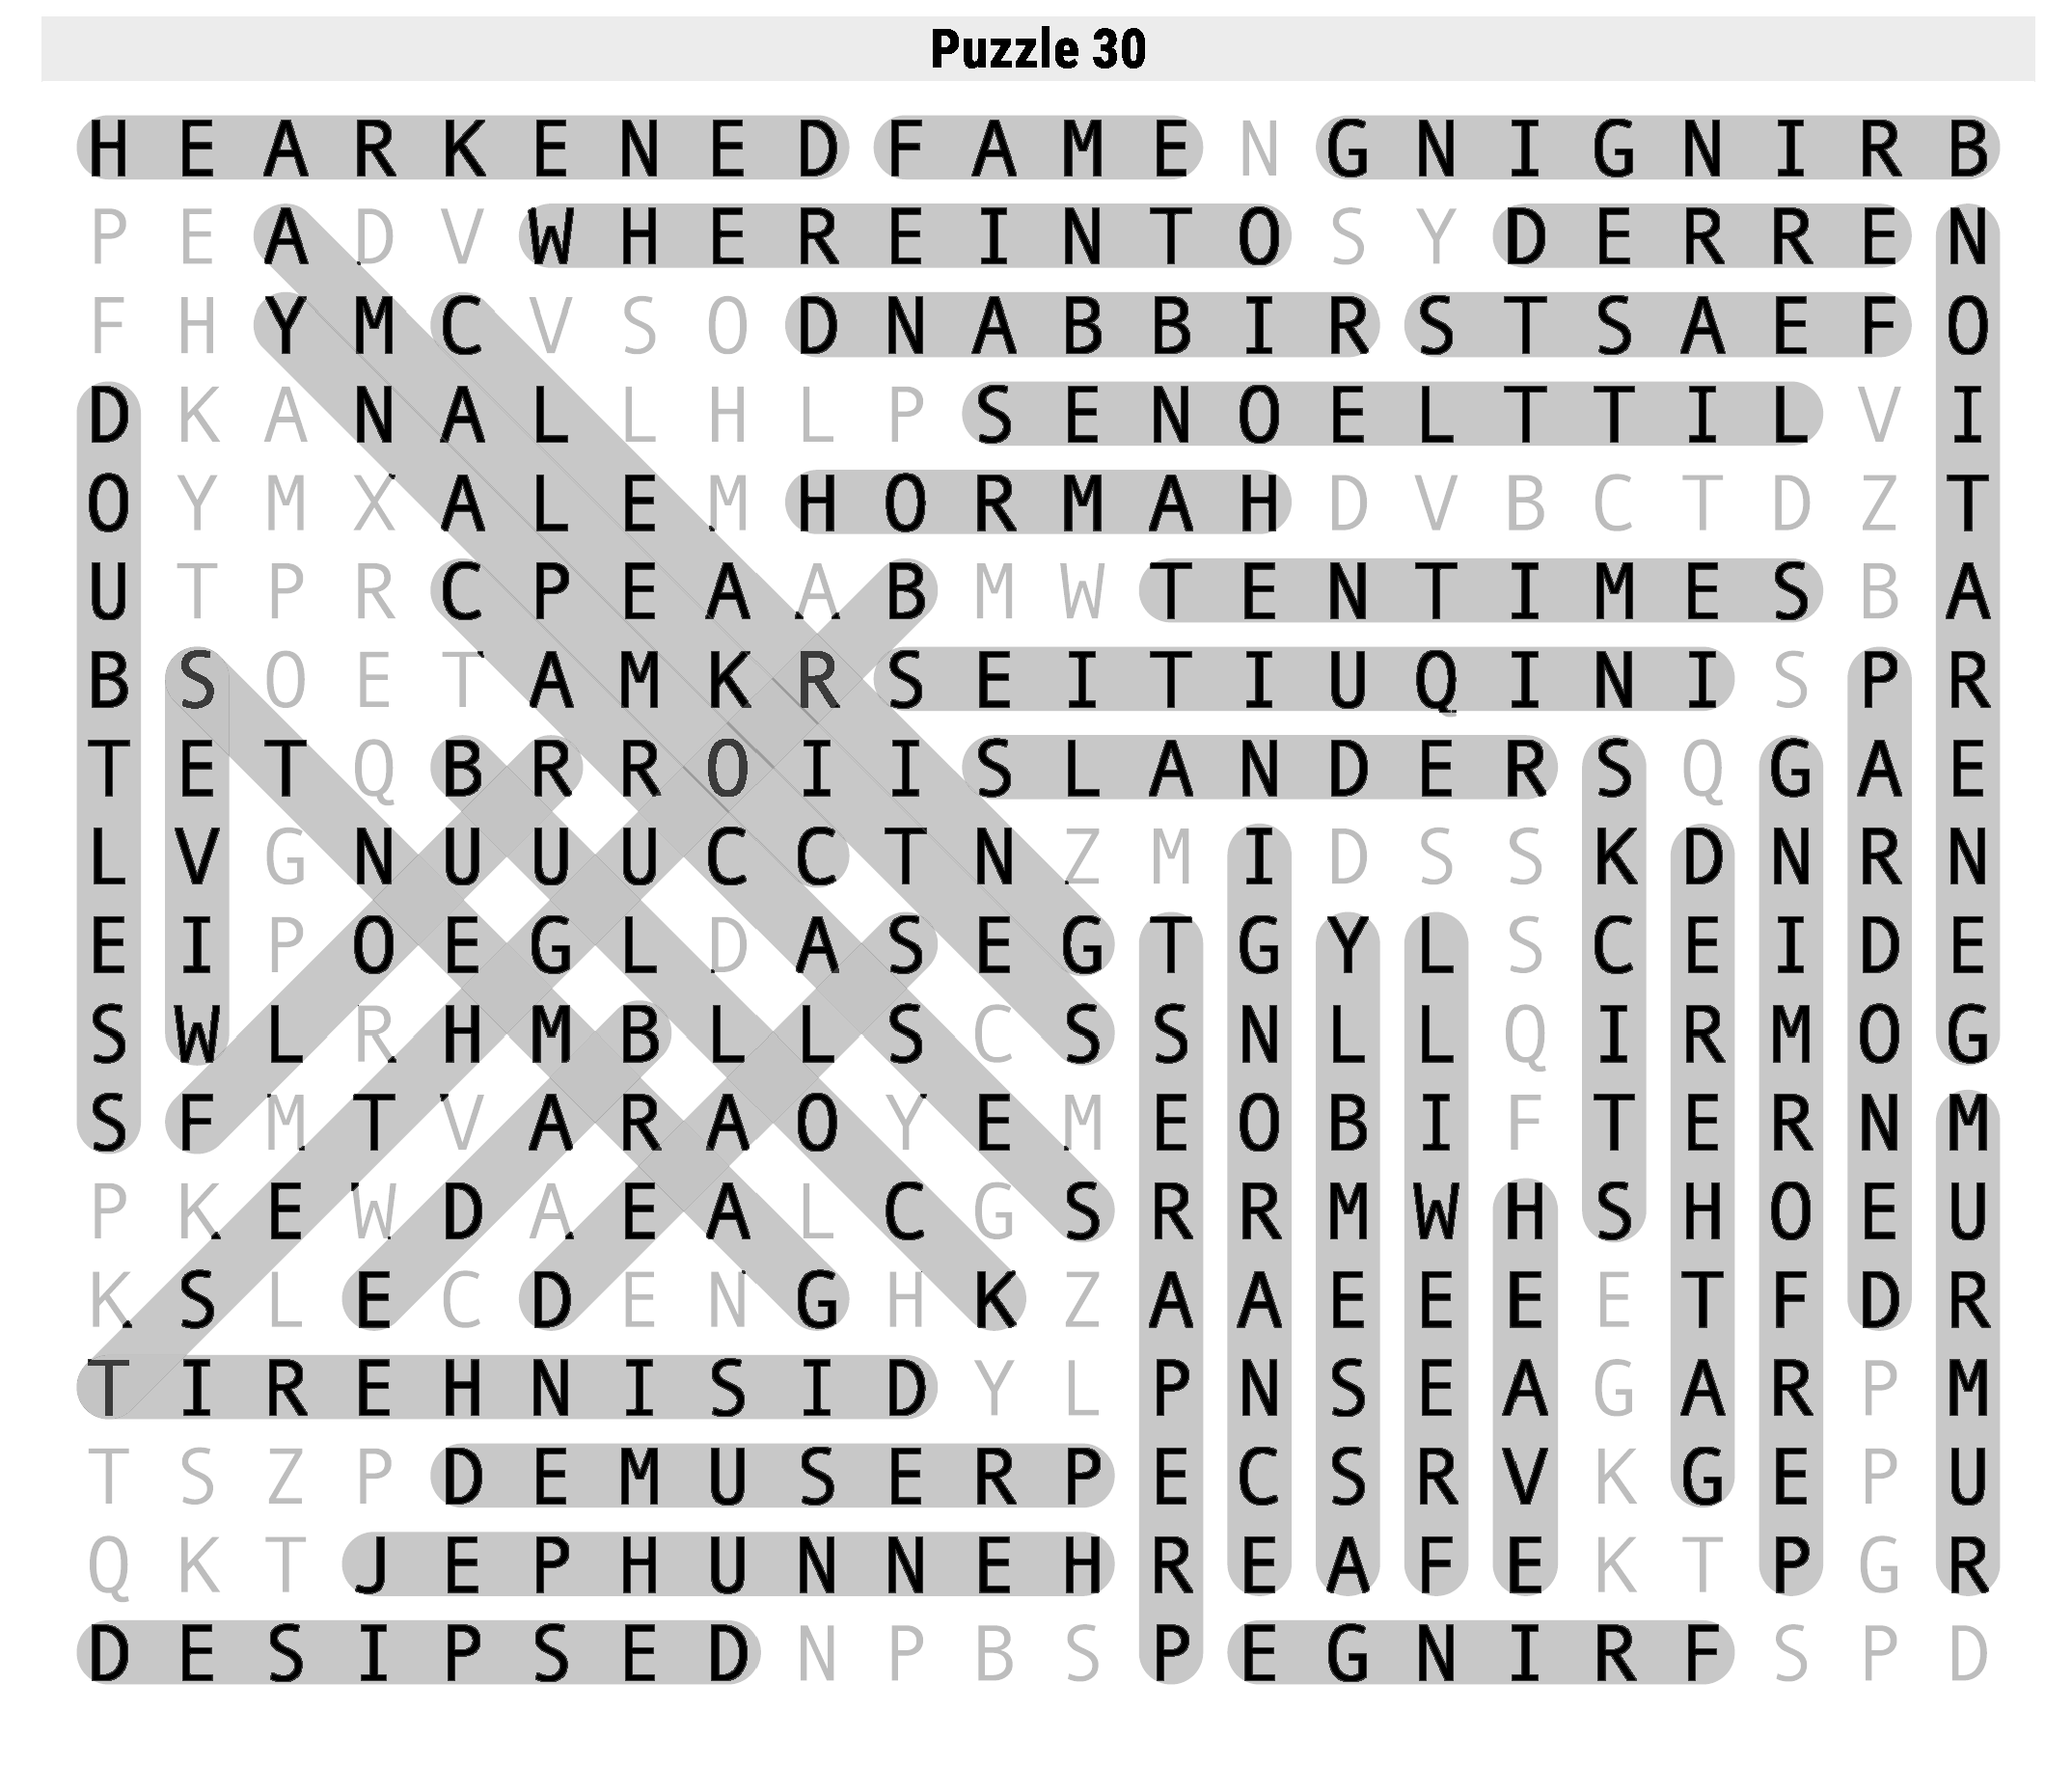 Puzzle 30
H E A R K E N E D F A M E N G N I G N I R B
P E A D V W H E R E I N T O S Y D E R R E N
F H Y M C V S O D N A B B I R S T S A E F O
D K A N A L L H L P S E N O E L T T I L V I
O Y M X A L E M H O R M A H D V B C T D Z T
U T P R C P E A A B M W T E N T I M E S B A
B S O E T A M K R S E I T I U Q I N I S P R
T E T Q B R R O I I S L A N D E R S Q G A E
L V G N U U U C C T N Z M I D S S K D N R N
E I P O E G L D A S E G T G Y L S C E I D E
S W L R H M B L L S C S S N L L Q I R M O G
S F M T V A R A O Y E M E O B I F T E R N M
P K E W D A E A L C G S R R M W H S H O E U
K S L E C D E N G H K Z A A E E E E T F D R
T I R E H N I S I D Y L P N S E A G A R P M
T S Z P D E M U S E R P E C S R V K G E P U
Q K T J E P H U N N E H R E A F E K T P G R
D E S I P S E D N P B S P E G N I R F S P D